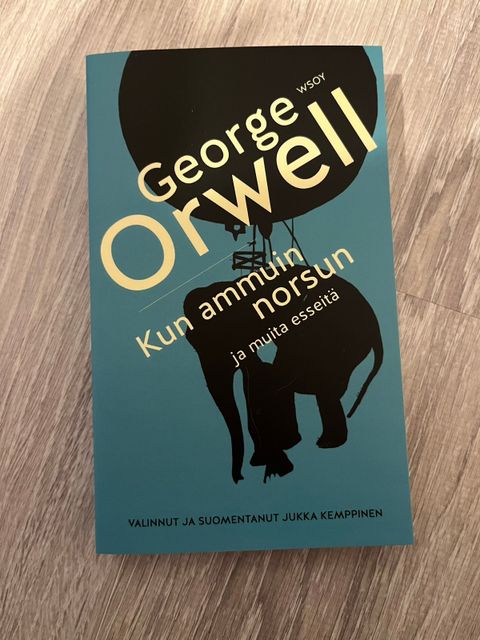 WSOY
George
Orwell
Kun ammuin
norsun
ja muita esseitä
VALINNUT JA SUOMENTANUT JUKKA KEMPPINEN